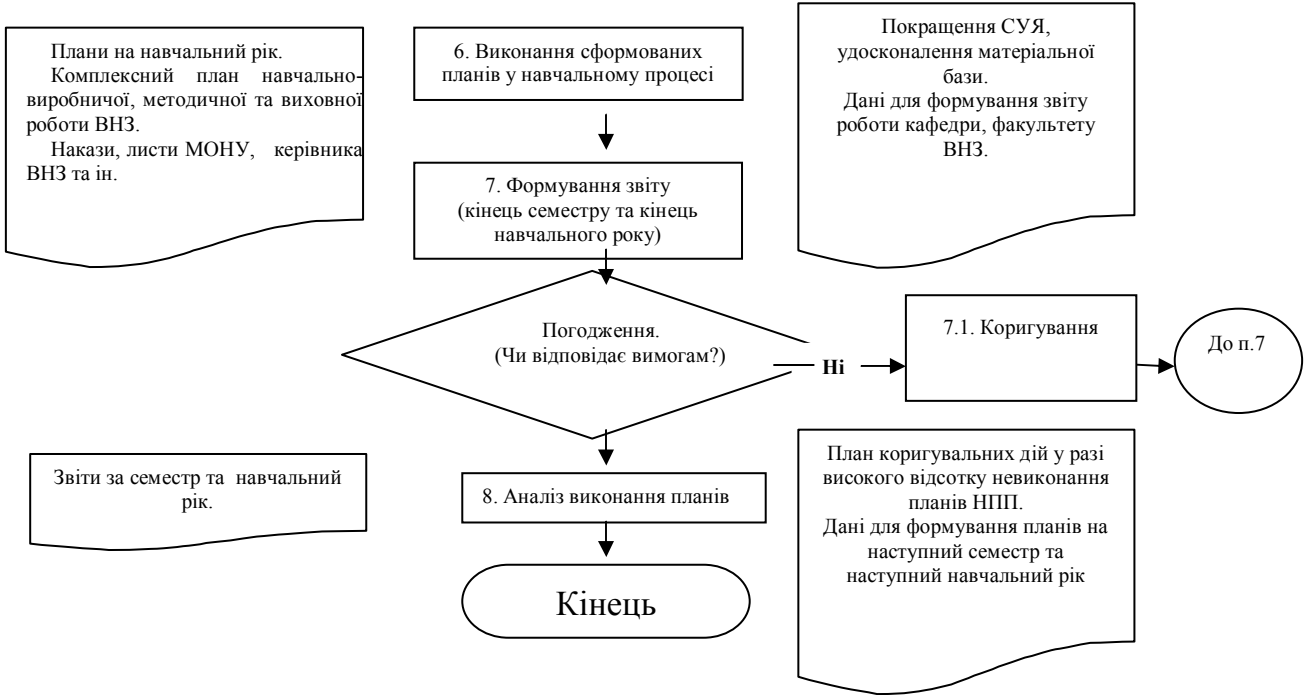 Плани на навчальний рік.
Комплексний план навчально-
виробничої, методичної та виховної
роботи ВНЗ.
Накази, листи МОНУ, керівника
ВНЗ та ін.
6. Виконання сформованих
планів у навчальному процесі
Покращення СУЯ,
удосконалення матеріальної
бази.
Дані для формування звіту
роботи кафедри, факультету
ВНЗ.
7. Формування звіту
(кінець семестру та кінець
навчального року)
Погодження.
(Чи відповідає вимогам?)
Ні
7.1. Коригування
До п.7
Звіти за семестр та навчальний
рік.
8. Аналіз виконання планів
План коригувальних дій у разі
високого відсотку невиконання
планів НПП.
Дані для формування планів на
наступний семестр та
наступний навчальний рік
Кінець